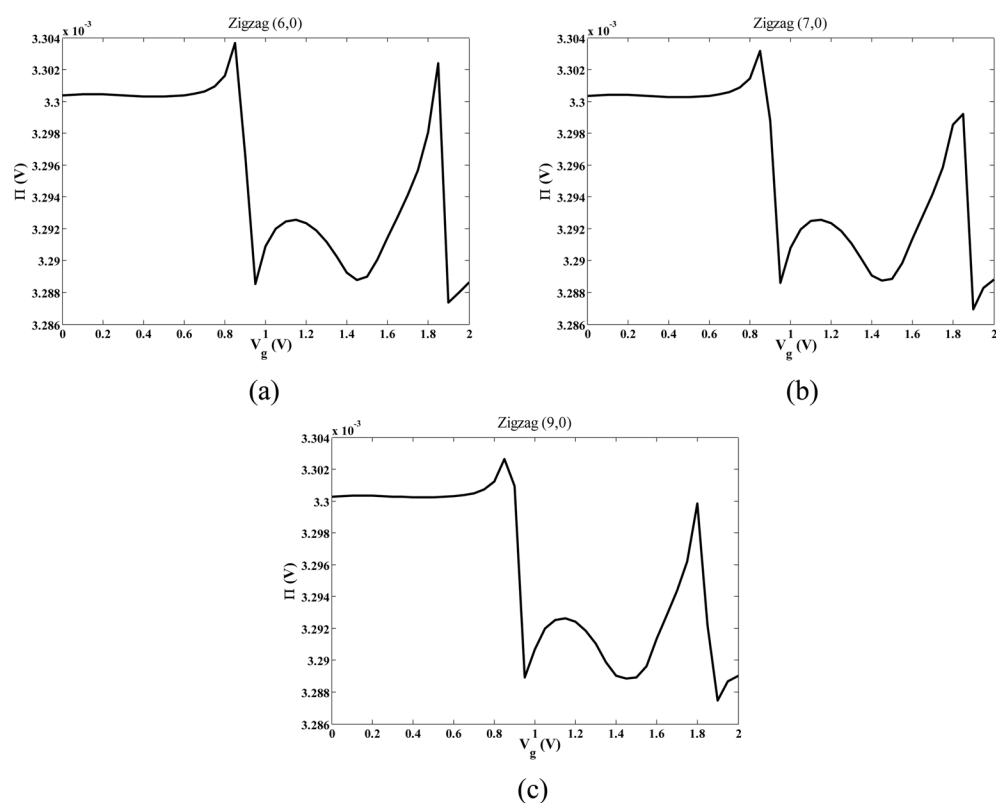 Zigzag (6,0)
x 10⁻³
3.304
3.302
3.3
3.298
3.296
3.294
3.292
3.29
3.288
3.286
Π (V)
0 0.2 0.4 0.6 0.8 1 1.2 1.4 1.6 1.8 2
V_g (V)
(a)
Zigzag (7,0)
x 10⁻³
3.304
3.302
3.3
3.298
3.296
3.294
3.292
3.29
3.288
3.286
Π (V)
0 0.2 0.4 0.6 0.8 1 1.2 1.4 1.6 1.8 2
V_g (V)
(b)
Zigzag (9,0)
x 10⁻³
3.304
3.302
3.3
3.298
3.296
3.294
3.292
3.29
3.288
3.286
Π (V)
0 0.2 0.4 0.6 0.8 1 1.2 1.4 1.6 1.8 2
V_g (V)
(c)